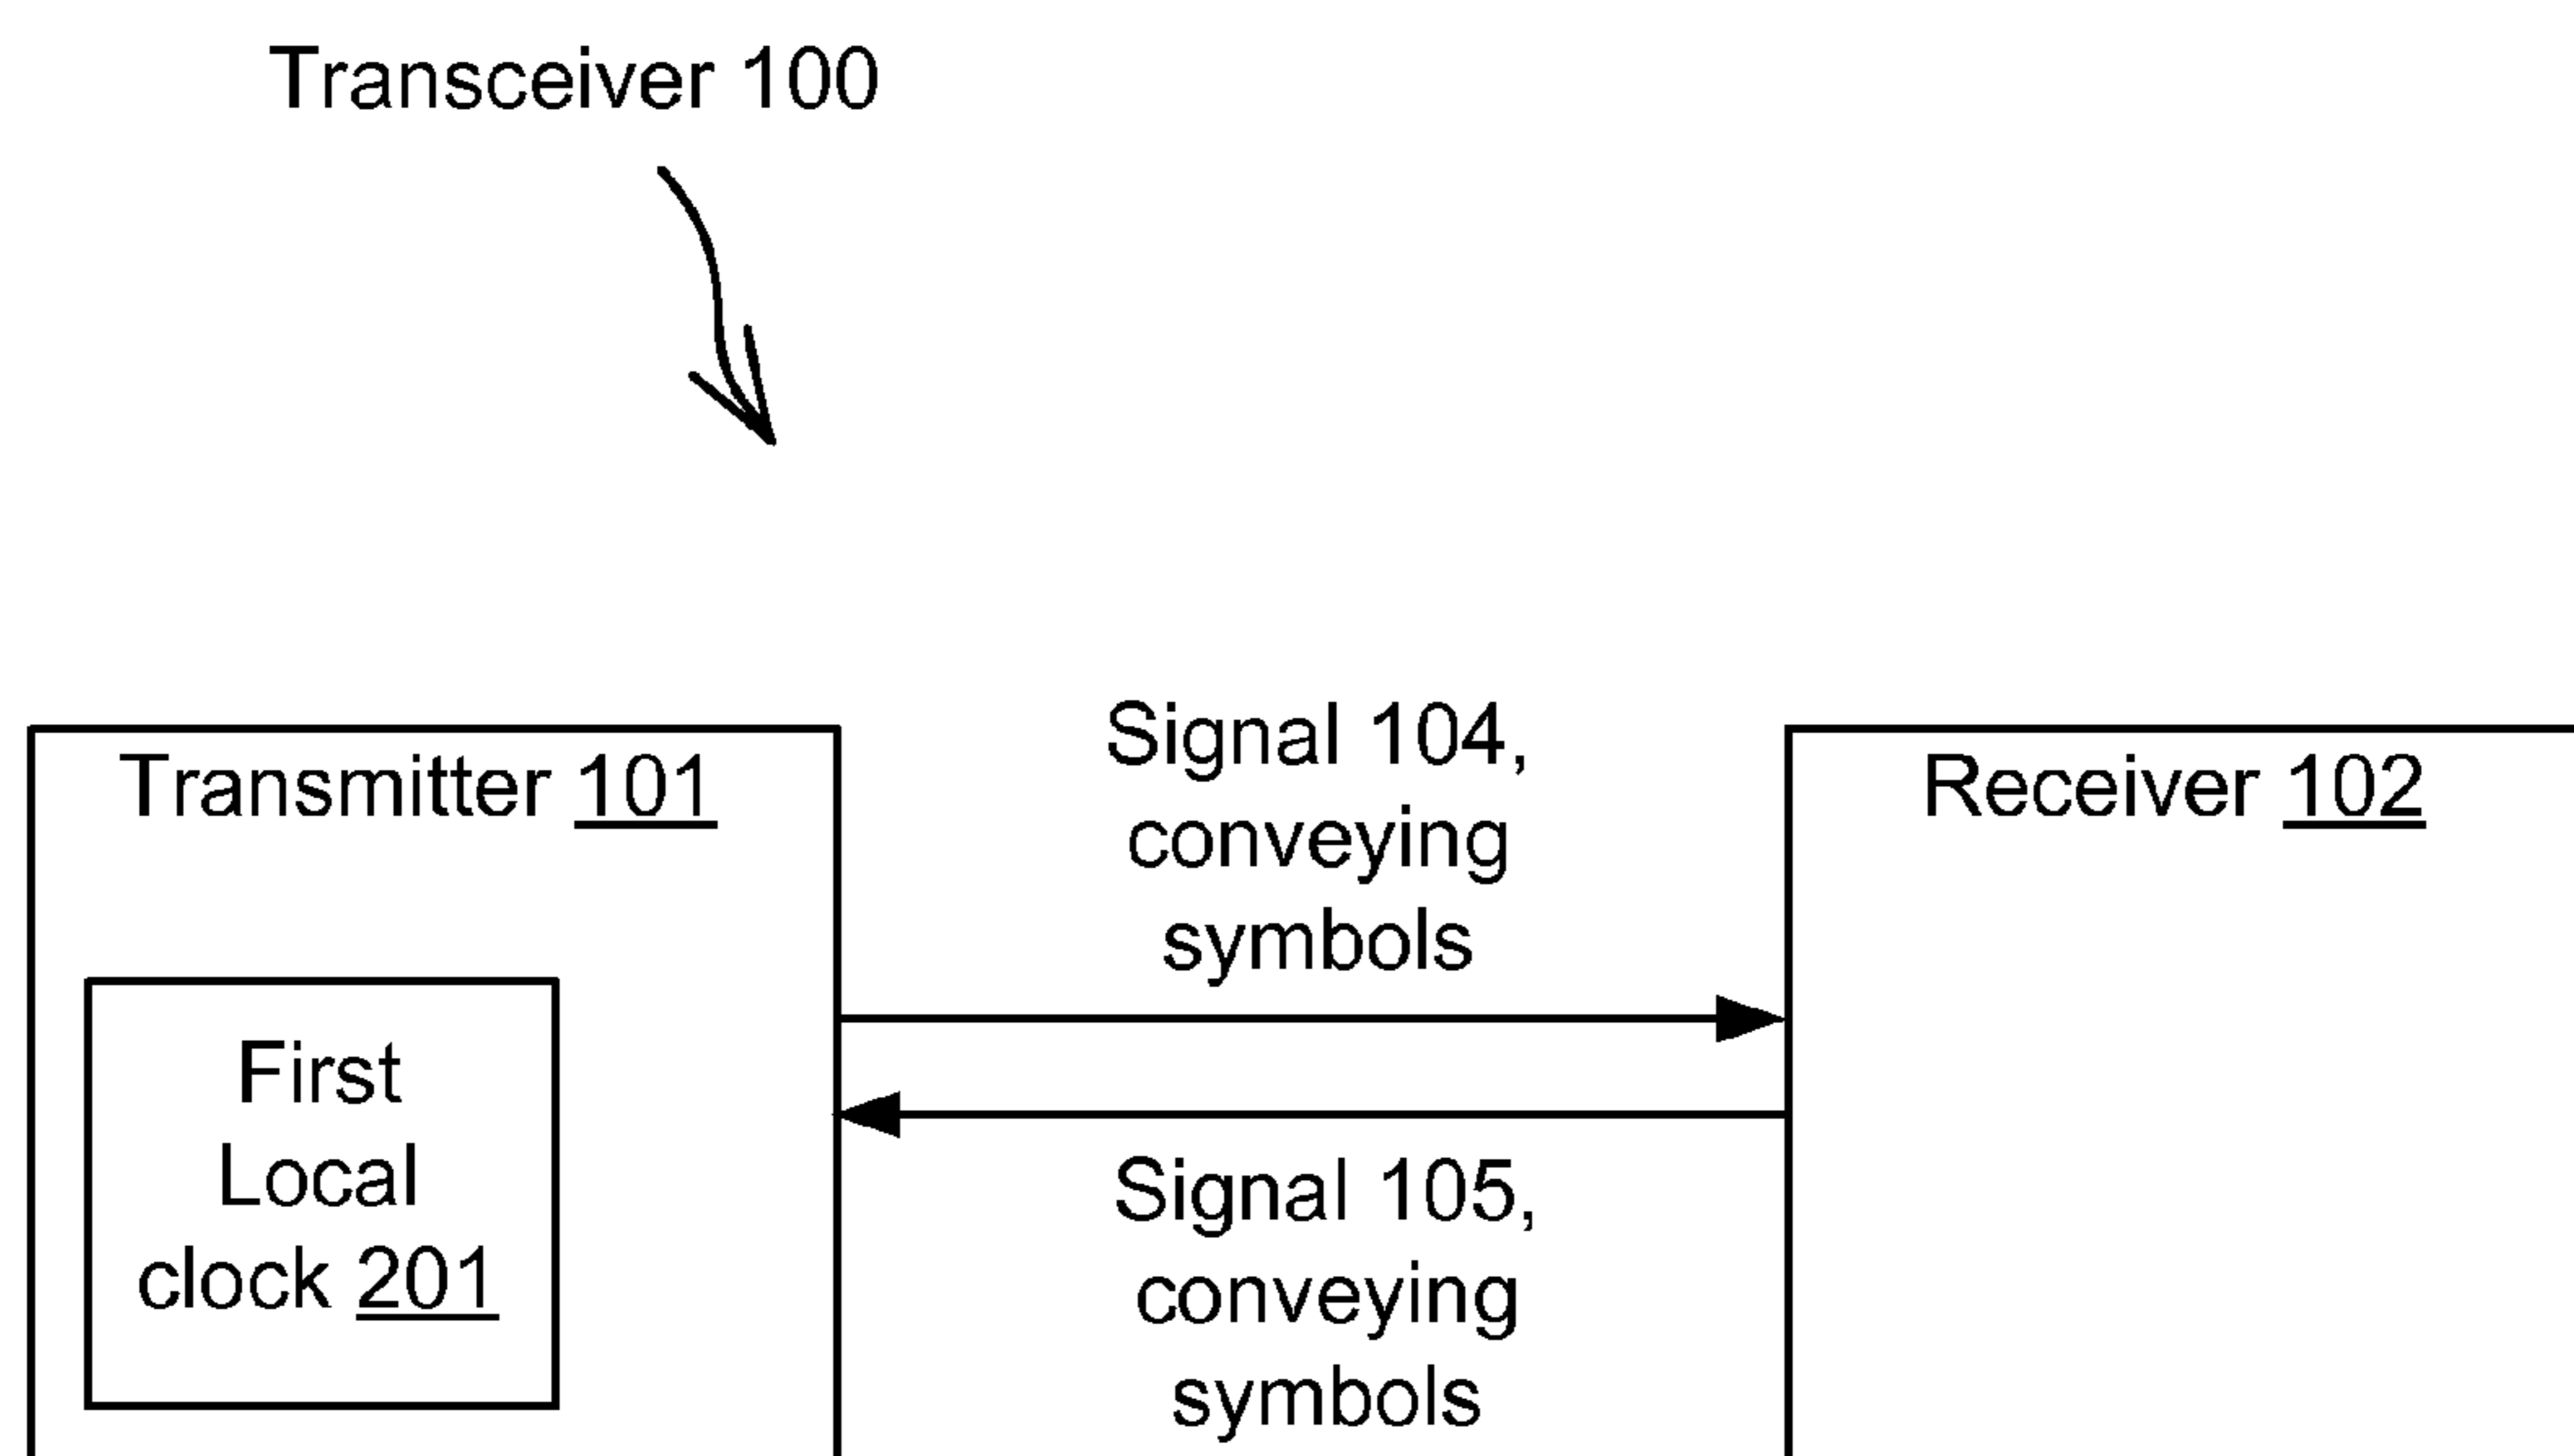 Transceiver 100
Transmitter 101
First
Local
clock 201
Signal 104,
conveying
symbols
Signal 105,
conveying
symbols
Receiver 102